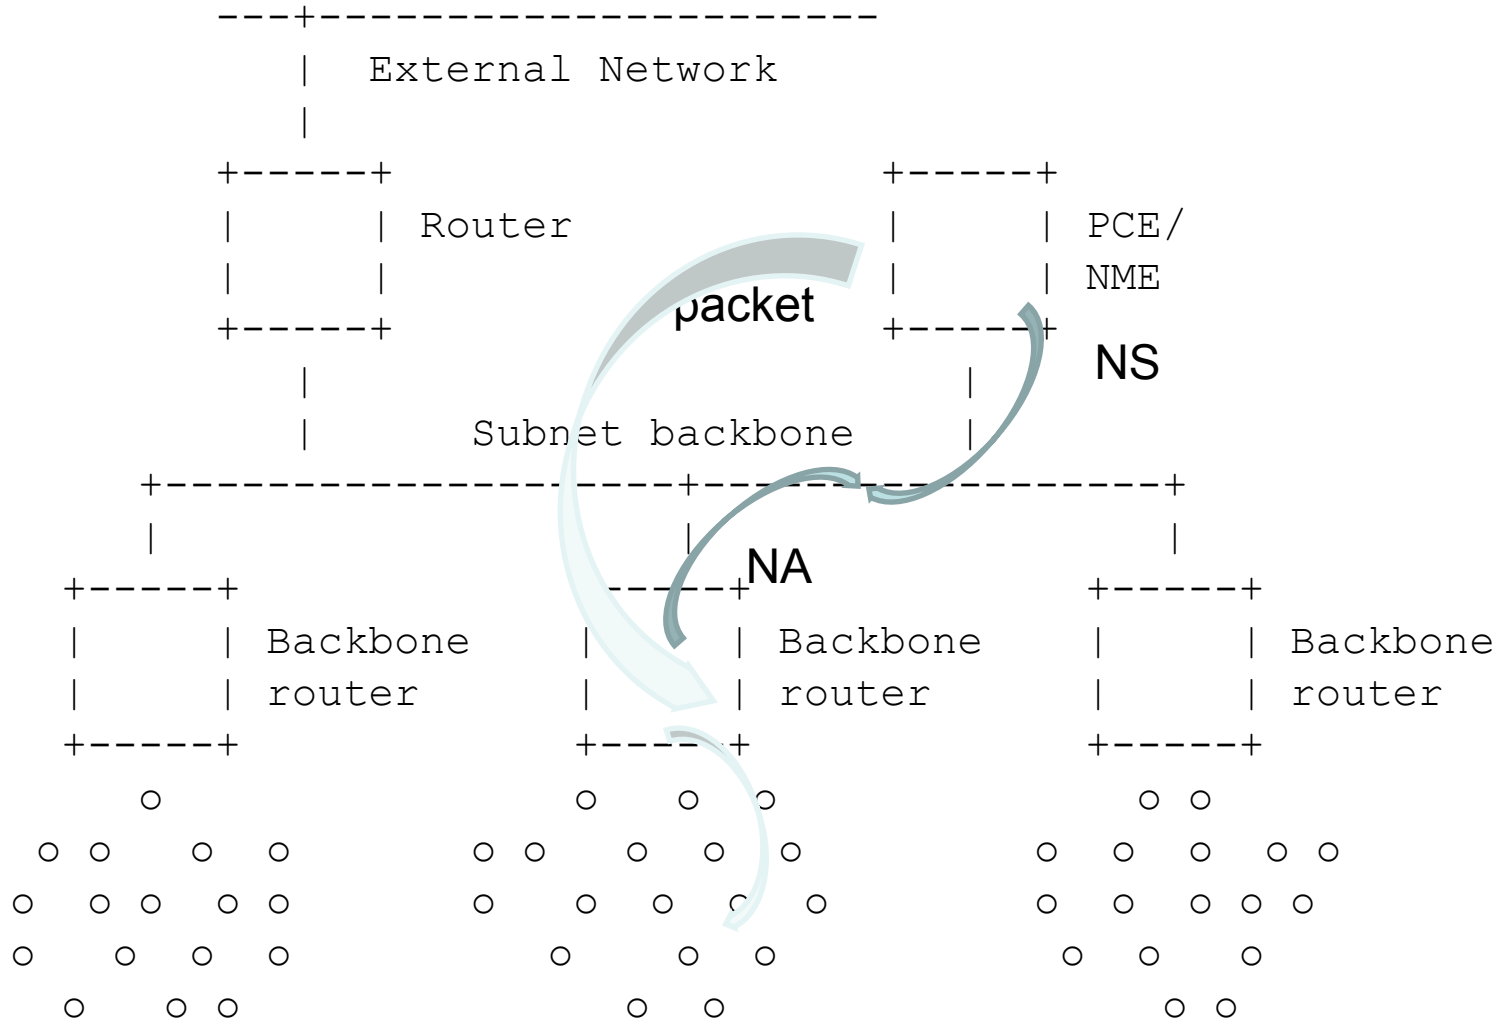 External Network
Router
PCE/
NME
packet
NS
Subnet backbone
NA
Backbone
router
Backbone
router
Backbone
router